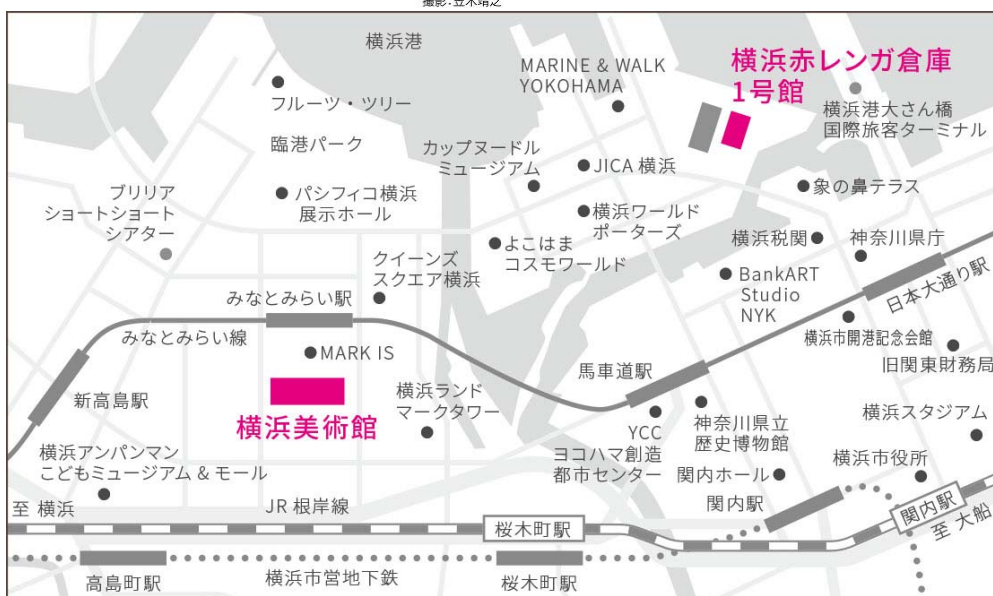 撮影:笠木靖之
横浜港
フルーツ・ツリー
臨港パーク
MARINE & WALK
YOKOHAMA
横浜赤レンガ倉庫
1号館
横浜港大さん橋
国際旅客ターミナル
カップヌードル
ミュージアム
JICA 横浜
ブリリア
ショートショート
シアター
パシフィコ横浜
展示ホール
象の鼻テラス
横浜ワールド
ポーターズ
横浜税関
神奈川県庁
よこはま
コスモワールド
クイーンズ
スクエア横浜
BankART
Studio
NYK
日本大通り駅
みなとみらい駅
みなとみらい線
横浜市開港記念会館
MARK IS
旧関東財務局
馬車道駅
新高島駅
横浜美術館
横浜ランド
マークタワー
神奈川県立
歴史博物館
横浜スタジアム
YCC
ヨコハマ創造
都市センター
横浜アンパンマン
こどもミュージアム & モール
関内ホール
横浜市役所
至 横浜
JR 根岸線
桜木町駅
関内駅
関内駅
至 大船
高島町駅
横浜市営地下鉄
桜木町駅